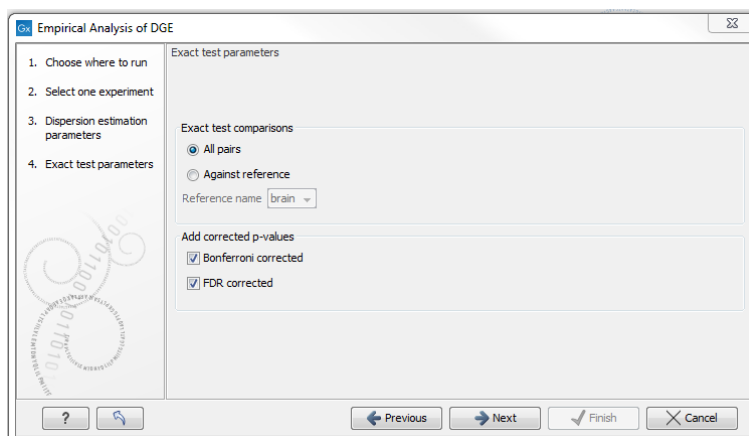 Gx Empirical Analysis of DGE
1. Choose where to run
2. Select one experiment
3. Dispersion estimation
parameters
4. Exact test parameters
Exact test parameters
Exact test comparisons
All pairs
Against reference
Reference name brain
Add corrected p-values
Bonferroni corrected
FDR corrected
? Previous Next Finish Cancel